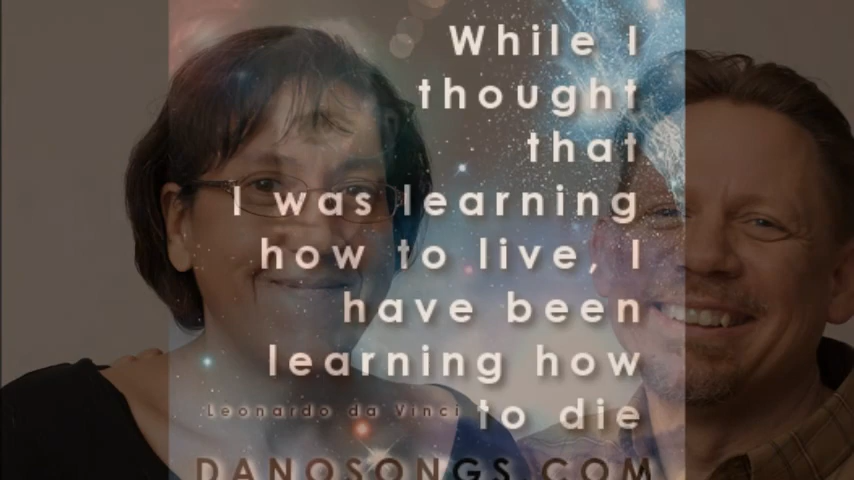 While I
thought
that
I was learning
how to live, I
have been
learning how
to die
Leonardo da Vinci
DANOSONGS.COM